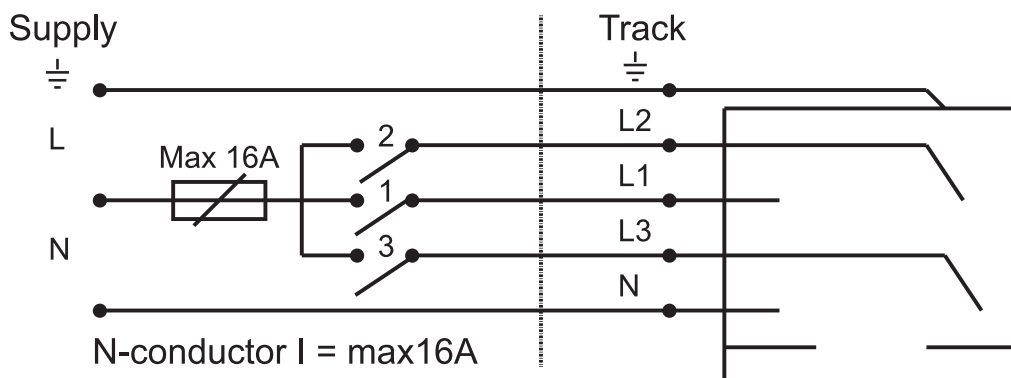 Supply
Track
L2
L
2
Max 16A
L1
1
L3
N
3
N
N-conductor I = max16A